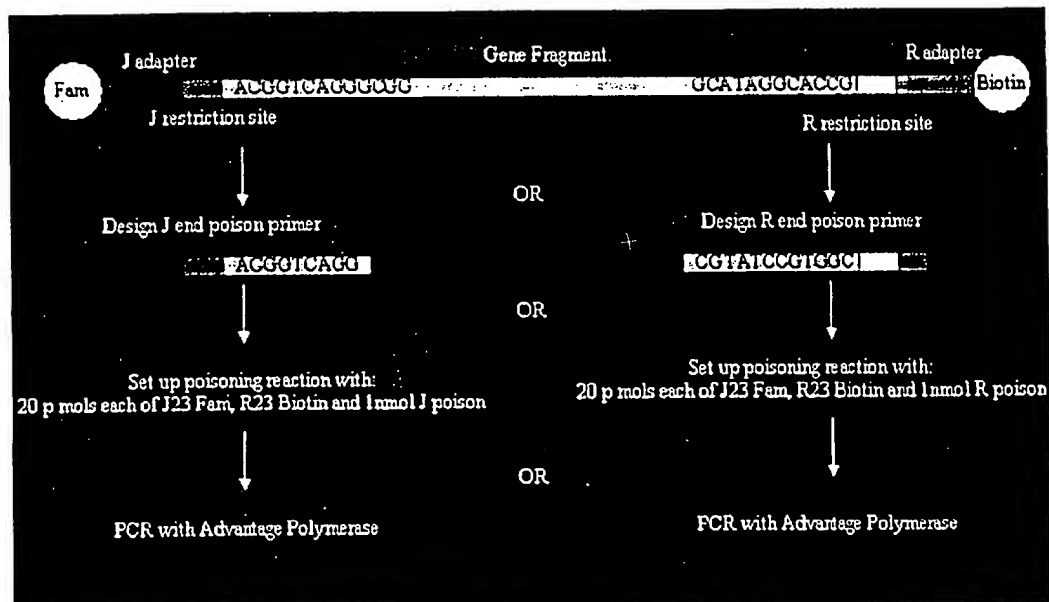 J adapter
Gene Fragment.
R adapter
Fam
ACGGTCAGGGCGG
GCATAGGCACCG
Biotin
J restriction site
R restriction site
OR
Design J end poison primer
Design R end poison primer
ACGGTCAGG
CGTATCCGTGGC
OR
Set up poisoning reaction with:
20 p mols each of J23 Fam, R23 Biotin and 1nmol J poison
Set up poisoning reaction with:
20 p mols each of J23 Fam, R23 Biotin and 1nmol R poison
OR
PCR with Advantage Polymerase
PCR with Advantage Polymerase